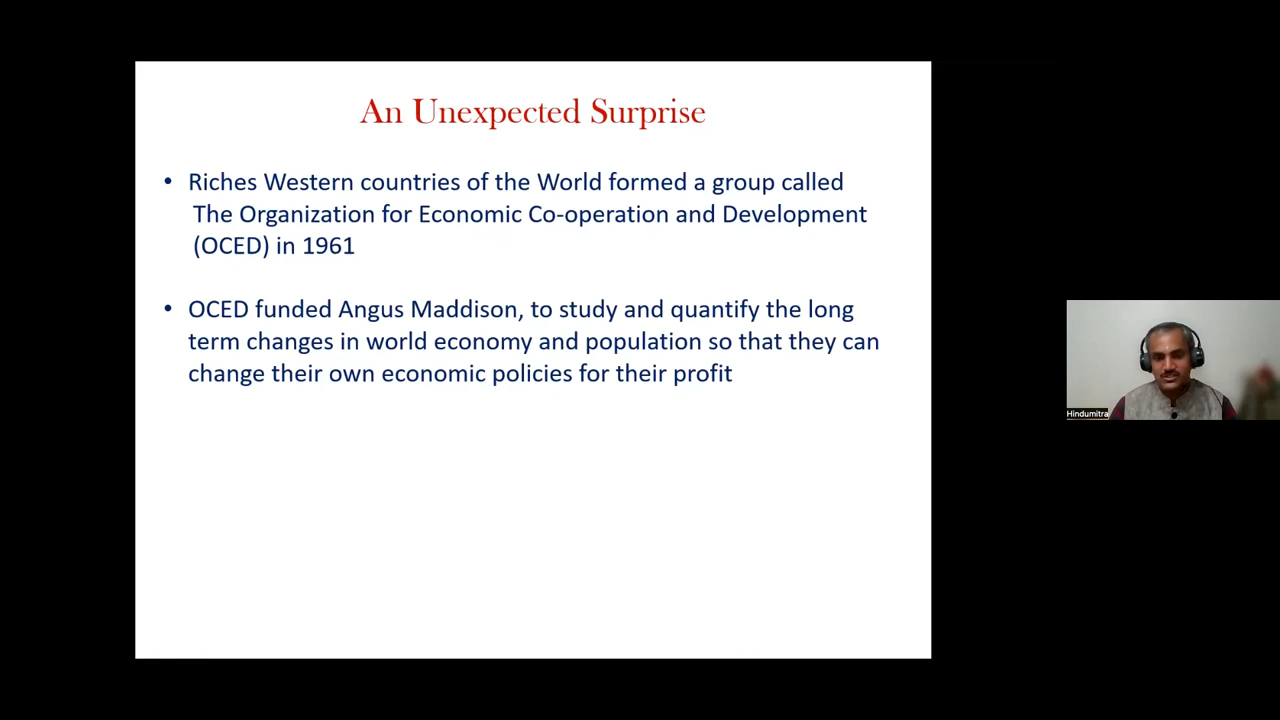 An Unexpected Surprise
• Riches Western countries of the World formed a group called
The Organization for Economic Co-operation and Development
(OCED) in 1961
• OCED funded Angus Maddison, to study and quantify the long
term changes in world economy and population so that they can
change their own economic policies for their profit
Hindumitra